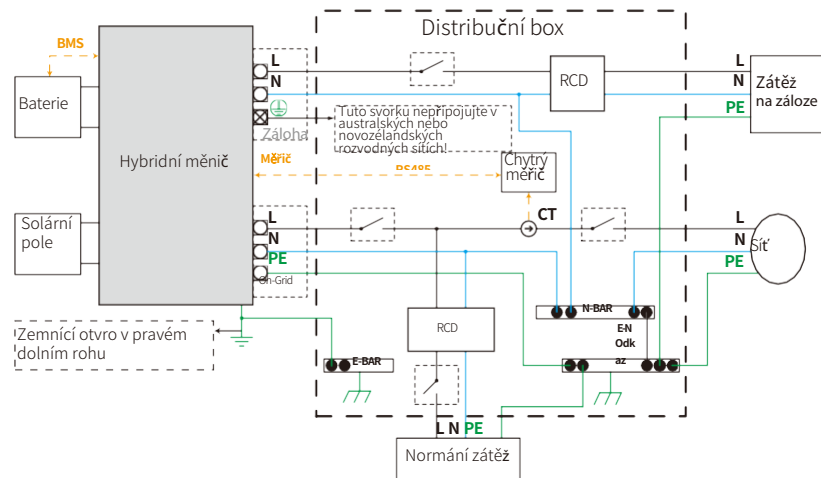 Distribuční box
BMS
L
N
Baterie
Záloha
Tuto svorku nepřipojujte v
australských nebo
novozélandských
rozvodných sítích!
RCD
L
N
PE
Zátěž
na záloze
Hybridní měnič
Měřič
RS485
Chytrý
měřič
CT
Solární
pole
L
N
PE
On-Grid
L
N
PE
Síť
N-BAR
E-N
Odk
az
RCD
Zemnící otvro v pravém
dolním rohu
E-BAR
L N PE
Normání zátěž